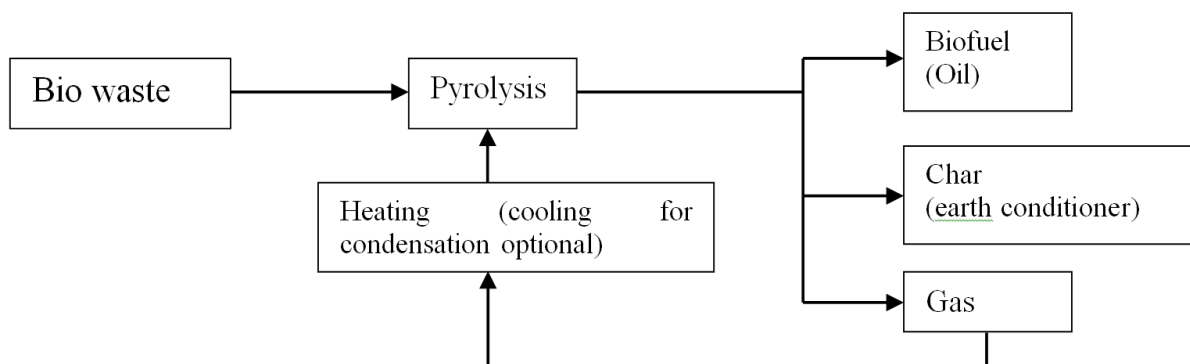 Bio waste
Pyrolysis
Heating (cooling for
condensation optional)
Biofuel
(Oil)
Char
(earth conditioner)
Gas